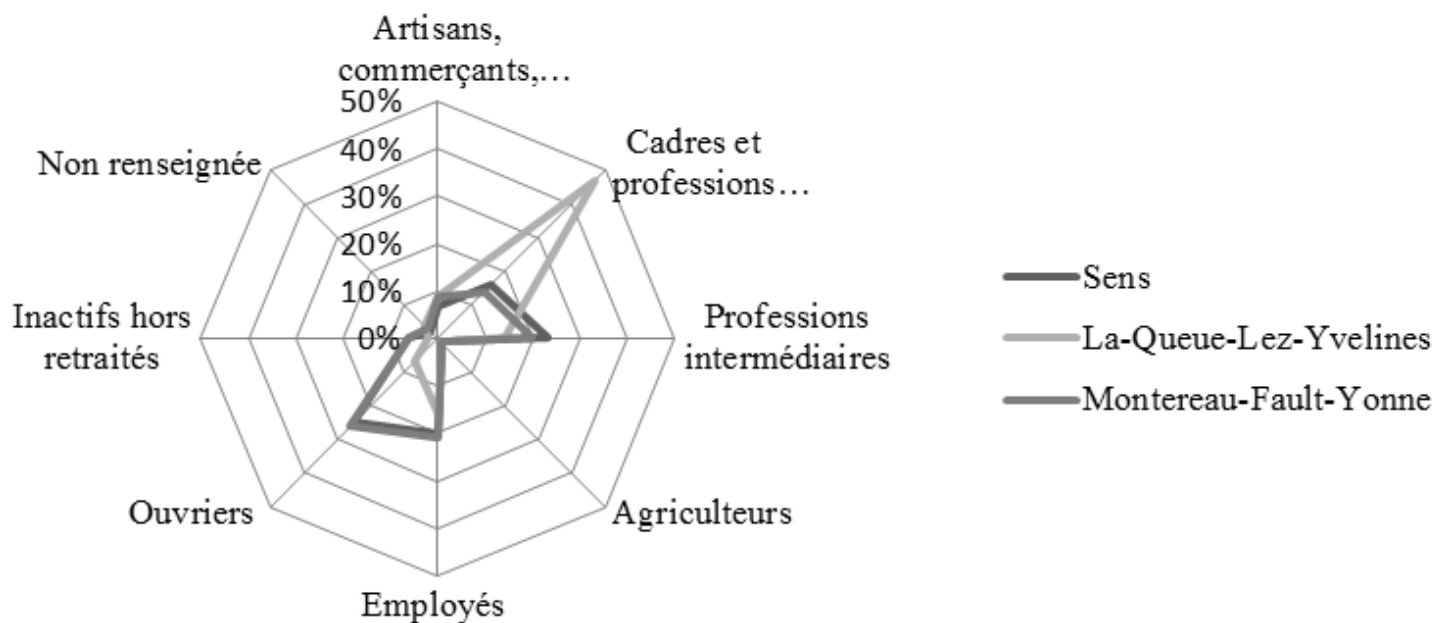 Artisans,
commerçants,…
50%
40%
30%
20%
10%
0%
Cadres et
professions…
Professions
intermédiaires
Agriculteurs
Employés
Ouvriers
Inactifs hors
retraités
Non renseignée
Sens
La-Queue-Lez-Yvelines
Montereau-Fault-Yonne